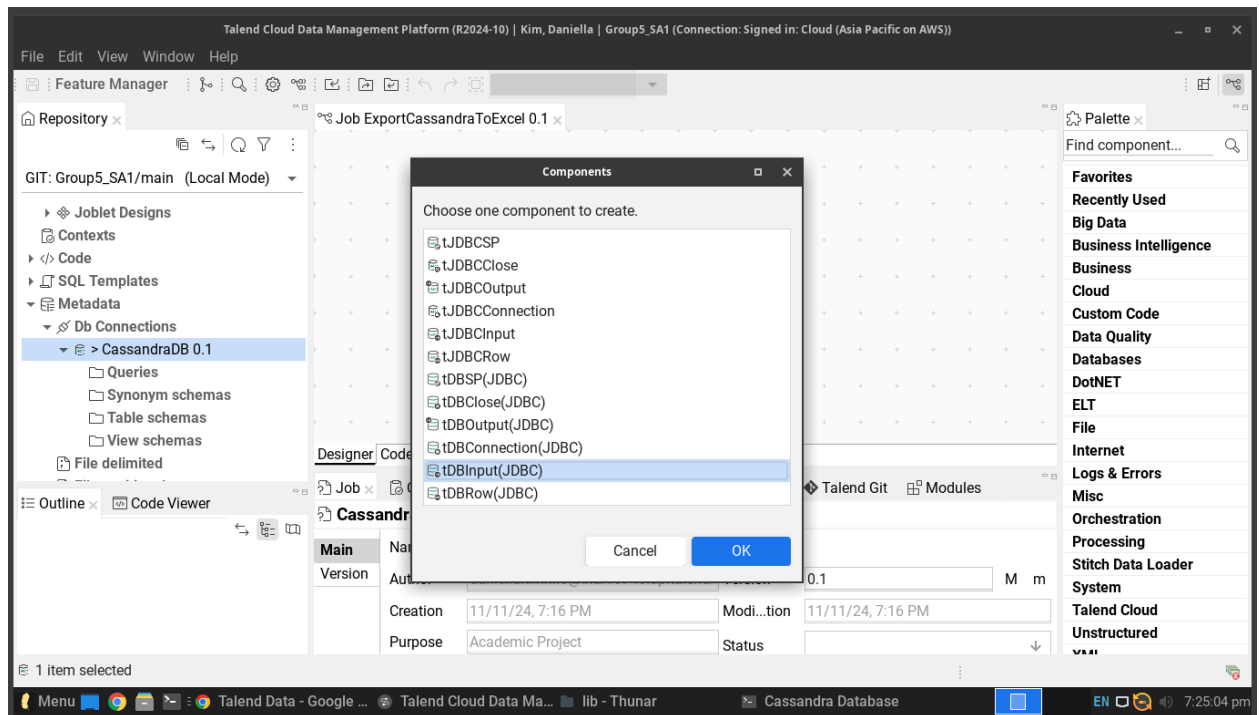 Talend Cloud Data Management Platform (R2024-10) | Kim, Daniella | Group5_SA1 (Connection: Signed in: Cloud (Asia Pacific on AWS))
File Edit View Window Help
Feature Manager
Repository
GIT: Group5_SA1/main (Local Mode)
Joblet Designs
Contexts
Code
SQL Templates
Metadata
Db Connections
> CassandraDB 0.1
Queries
Synonym schemas
Table schemas
View schemas
File delimited
Outline
Code Viewer
Job ExportCassandraToExcel 0.1
Components
Choose one component to create.
tJDBCSP
tJDBCClose
tJDBCOutput
tJDBCConnection
tJDBCInput
tJDBCRow
tDBSP(JDBC)
tDBClose(JDBC)
tDBOutput(JDBC)
tDBConnection(JDBC)
tDBInput(JDBC)
tDBRow(JDBC)
Cancel OK
Designer Code
Job
Talend Git
Modules
Main
Version
0.1 M m
Creation 11/11/24, 7:16 PM Modi...tion 11/11/24, 7:16 PM
Purpose Academic Project Status
Palette
Find component...
Favorites
Recently Used
Big Data
Business Intelligence
Business
Cloud
Custom Code
Data Quality
Databases
DotNET
ELT
File
Internet
Logs & Errors
Misc
Orchestration
Processing
Stitch Data Loader
System
Talend Cloud
Unstructured
1 item selected
Menu Talend Data - Google ... Talend Cloud Data Ma... lib - Thunar Cassandra Database EN 7:25:04 pm